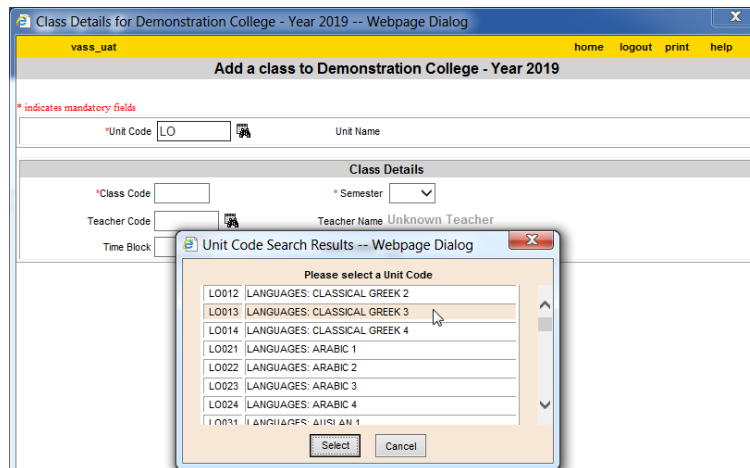 Class Details for Demonstration College - Year 2019 -- Webpage Dialog
vass_uat home logout print help
Add a class to Demonstration College - Year 2019
* indicates mandatory fields
*Unit Code LO Unit Name
Class Details
*Class Code * Semester
Teacher Code Teacher Name Unknown Teacher
Time Block
Unit Code Search Results -- Webpage Dialog
Please select a Unit Code
LO012 LANGUAGES: CLASSICAL GREEK 2
LO013 LANGUAGES: CLASSICAL GREEK 3
LO014 LANGUAGES: CLASSICAL GREEK 4
LO021 LANGUAGES: ARABIC 1
LO022 LANGUAGES: ARABIC 2
LO023 LANGUAGES: ARABIC 3
LO024 LANGUAGES: ARABIC 4
LO031 LANGUAGES: AUSLAN 1
Select Cancel